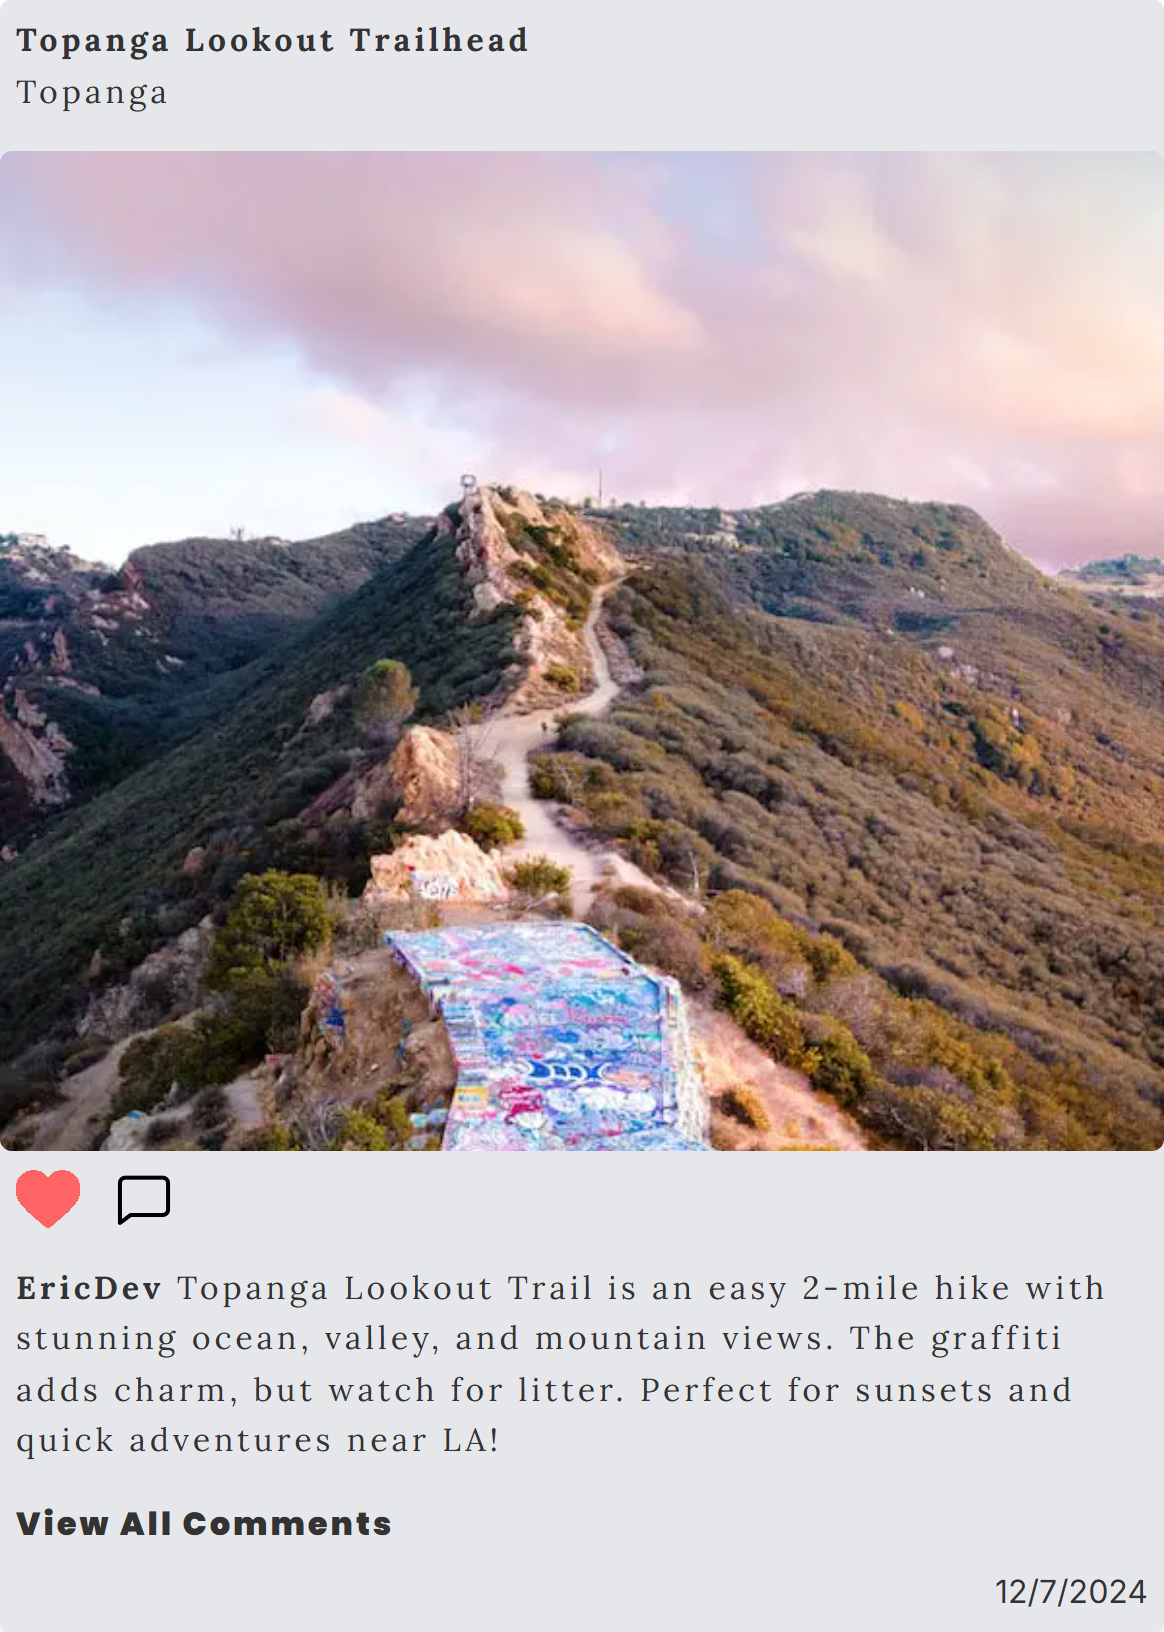 Topanga Lookout Trailhead
Topanga
EricDev Topanga Lookout Trail is an easy 2-mile hike with
stunning ocean, valley, and mountain views. The graffiti
adds charm, but watch for litter. Perfect for sunsets and
quick adventures near LA!
View All Comments
12/7/2024